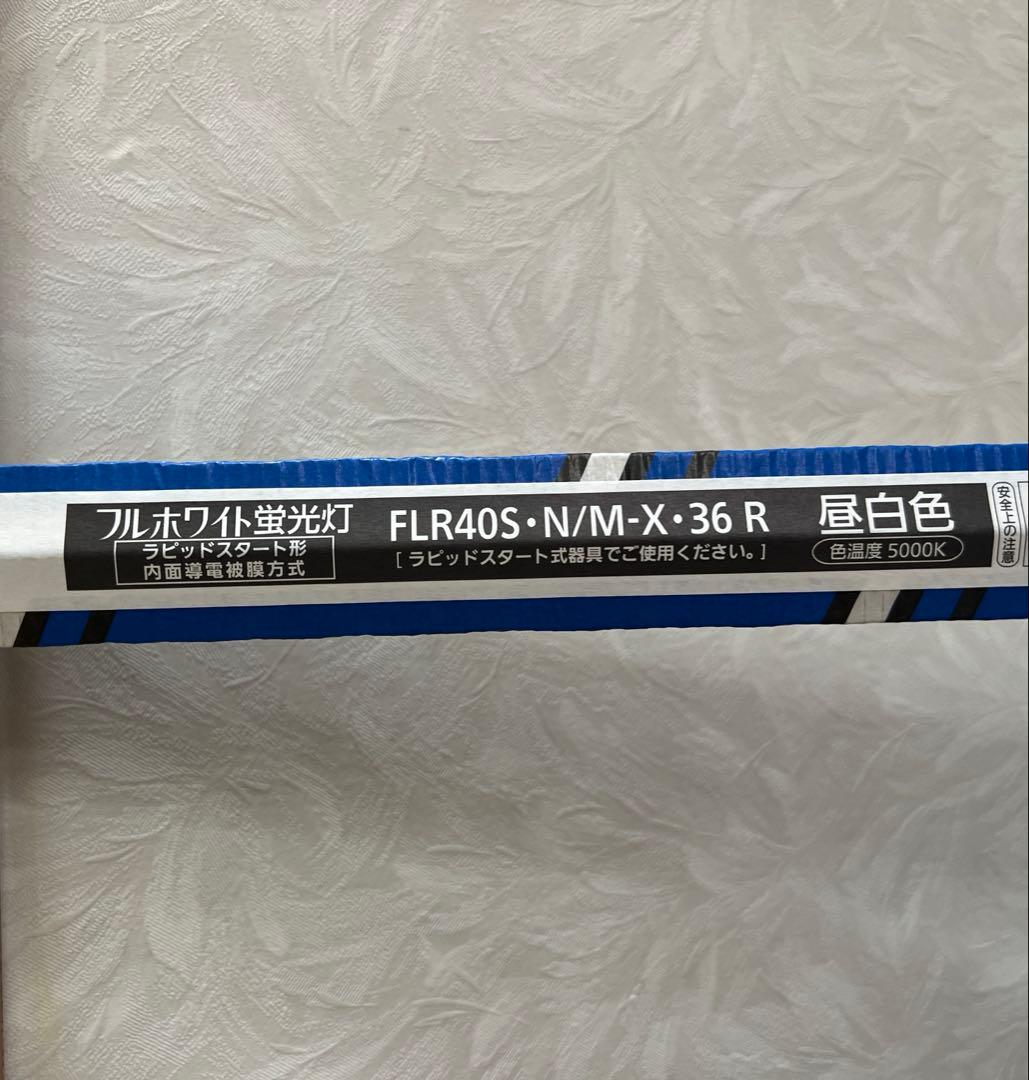 フルホワイト蛍光灯
ラピッドスタート形
内面導電被膜方式
FLR40S・N/M-X・36 R
[ ラピッドスタート式器具でご使用ください。]
昼白色
色温度 5000K
安全上の注意